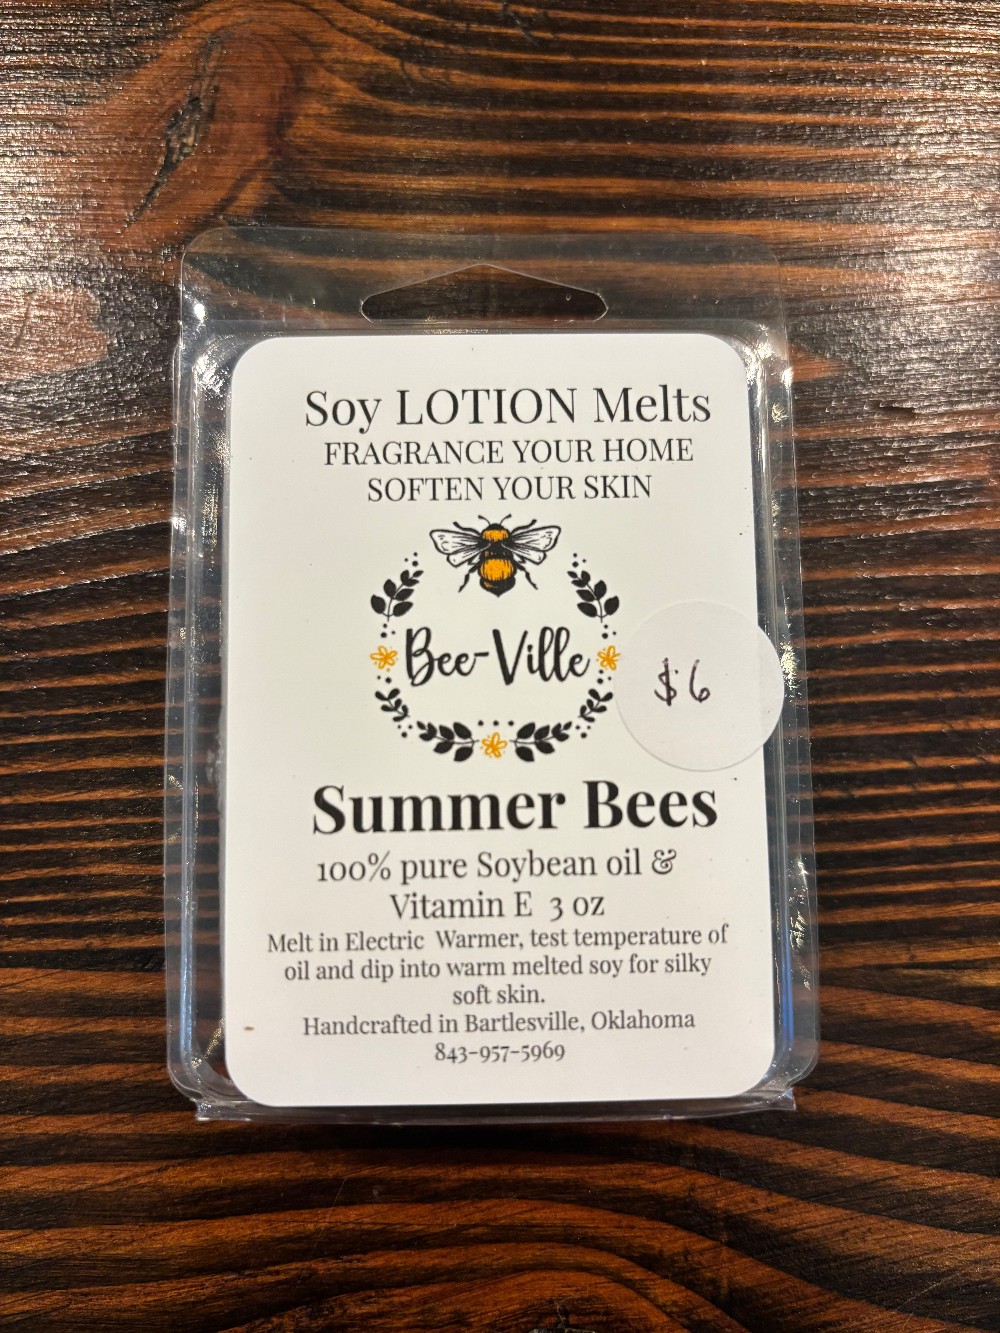 Soy LOTION Melts
FRAGRANCE YOUR HOME
SOFTEN YOUR SKIN
Bee-Ville
$6
Summer Bees
100% pure Soybean oil &
Vitamin E 3 oz
Melt in Electric Warmer, test temperature of
oil and dip into warm melted soy for silky
soft skin.
Handcrafted in Bartlesville, Oklahoma
843-957-5969